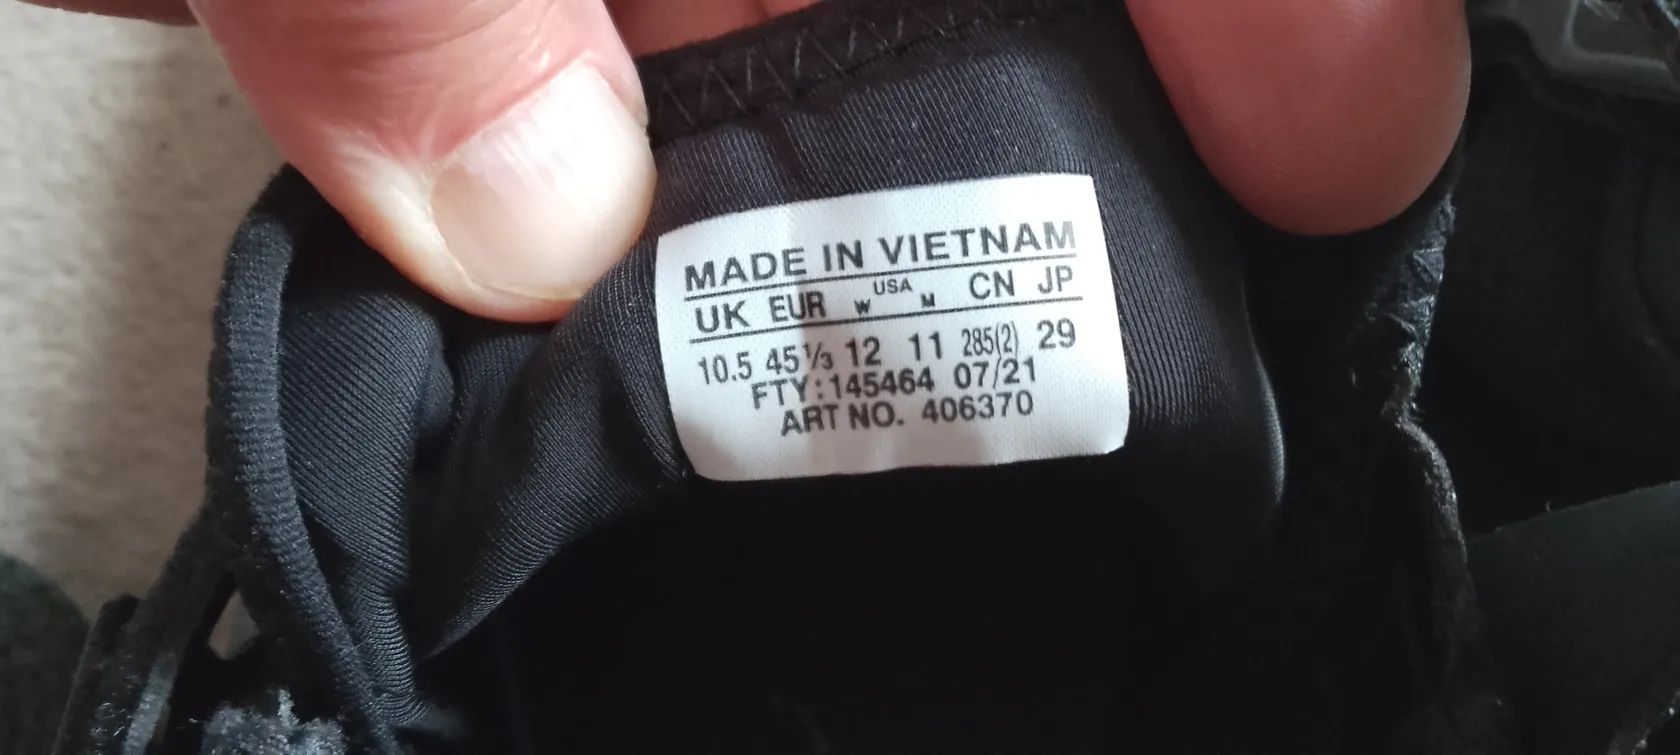 MADE IN VIETNAM
UK EUR W USA M CN JP
10.5 45⅓ 12 11 285(2) 29
FTY:145464 07/21
ART NO. 406370